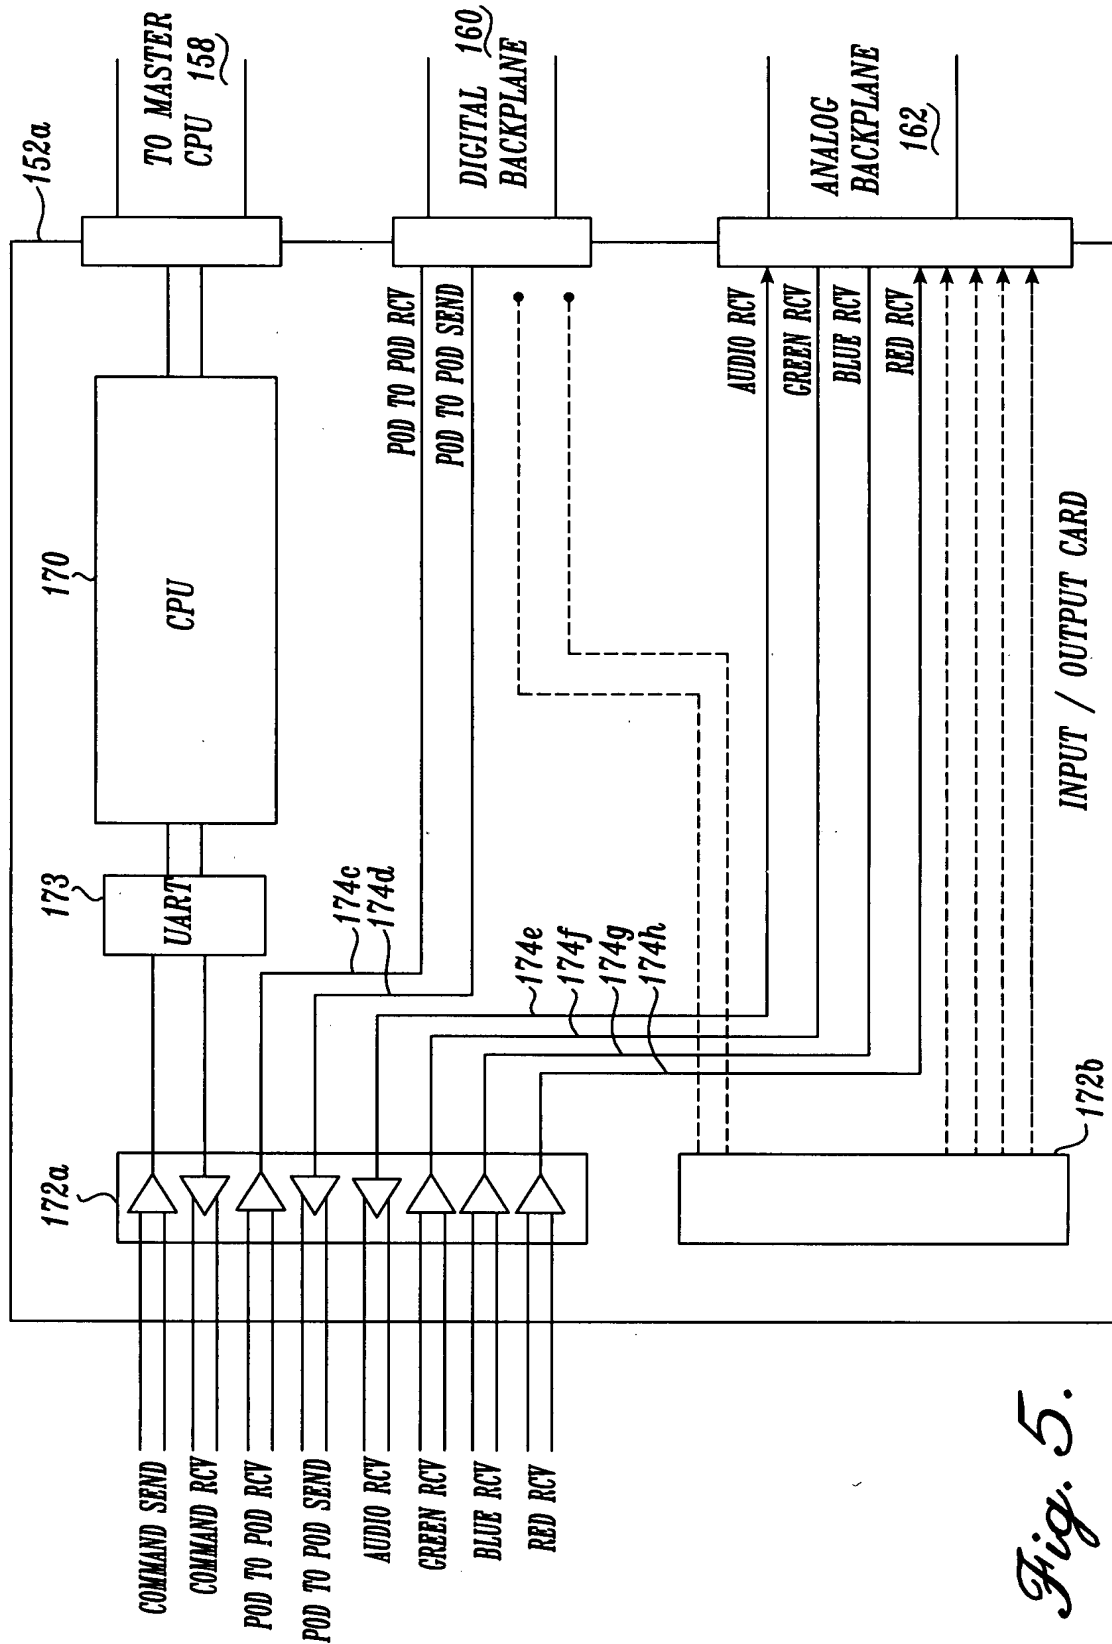 152a
TO MASTER
CPU 158
170
CPU
173
UART
172a
COMMAND SEND
COMMAND RCV
POD TO POD RCV
POD TO POD SEND
AUDIO RCV
GREEN RCV
BLUE RCV
RED RCV
174c
174d
174e
174f
174g
174h
POD TO POD RCV
POD TO POD SEND
DIGITAL 160
BACKPLANE
AUDIO RCV
GREEN RCV
BLUE RCV
RED RCV
ANALOG
BACKPLANE
162
172b
INPUT / OUTPUT CARD
Fig. 5.